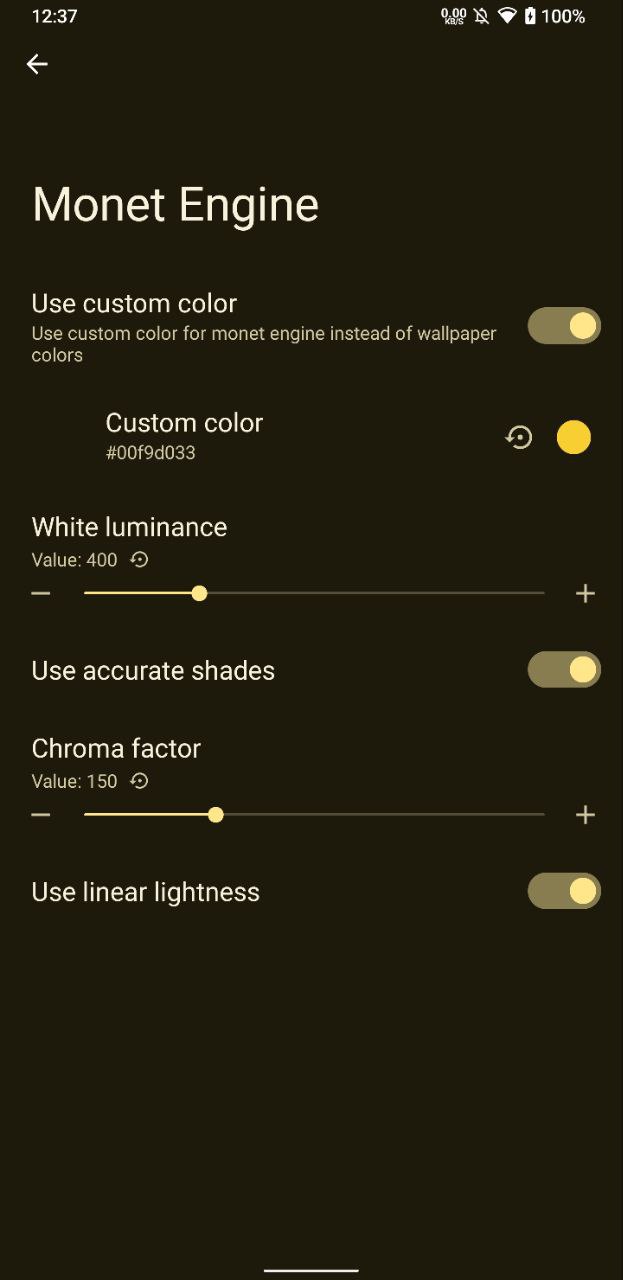 12:37
0.00
KB/S
100%
Monet Engine
Use custom color
Use custom color for monet engine instead of wallpaper
colors
Custom color
#00f9d033
White luminance
Value: 400
Use accurate shades
Chroma factor
Value: 150
Use linear lightness